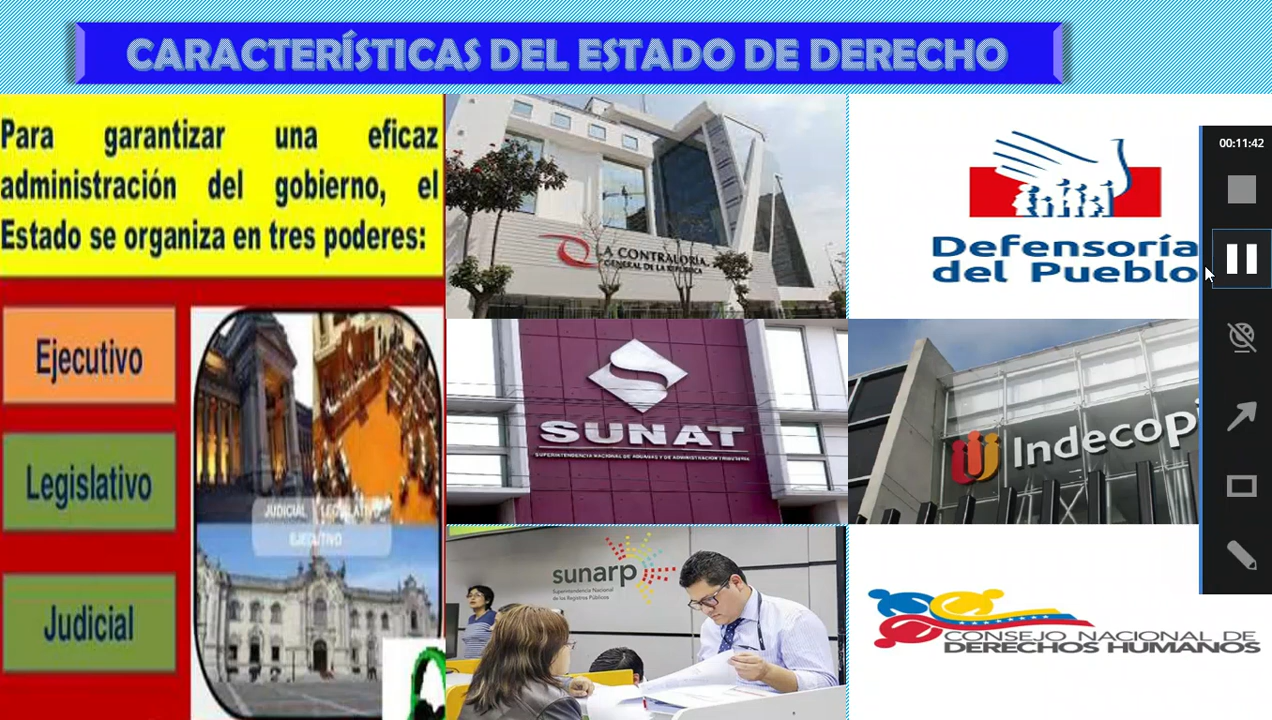 CARACTERÍSTICAS DEL ESTADO DE DERECHO
Para garantizar una eficaz
administración del gobierno, el
Estado se organiza en tres poderes:
Ejecutivo
Legislativo
Judicial
JUDICIAL LEGISLATIVO
EJECUTIVO
LA CONTRALORÍA
GENERAL DE LA REPÚBLICA
Defensoría
del Pueblo
SUNAT
SUPERINTENDENCIA NACIONAL DE ADUANAS Y DE ADMINISTRACIÓN TRIBUTARIA
Indecopi
sunarp
Superintendencia Nacional
de los Registros Públicos
CONSEJO NACIONAL DE
DERECHOS HUMANOS
00:11:42